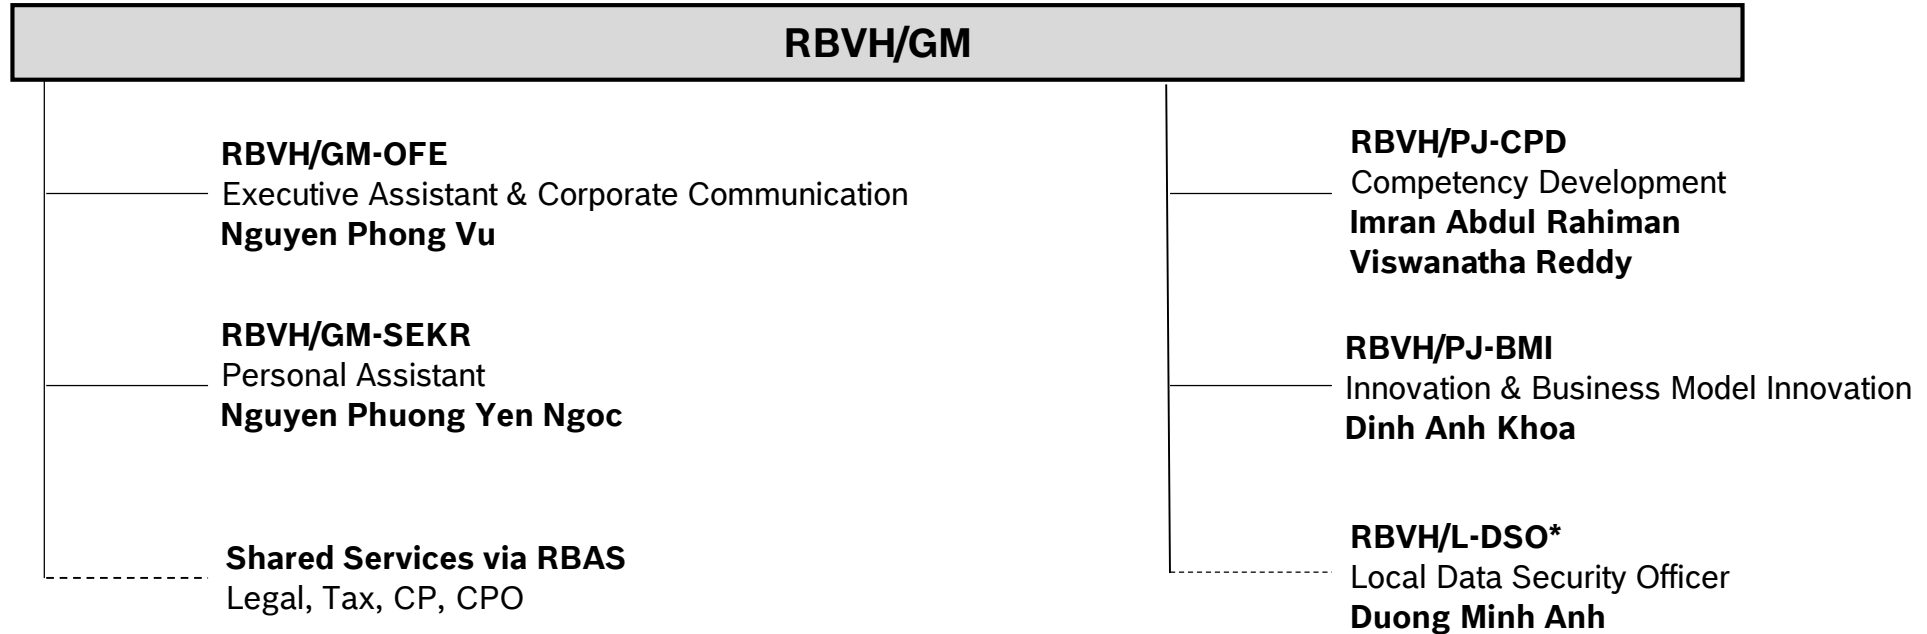 RBVH/GM
RBVH/GM-OFE
Executive Assistant & Corporate Communication
Nguyen Phong Vu
RBVH/GM-SEKR
Personal Assistant
Nguyen Phuong Yen Ngoc
Shared Services via RBAS
Legal, Tax, CP, CPO
RBVH/PJ-CPD
Competency Development
Imran Abdul Rahiman
Viswanatha Reddy
RBVH/PJ-BMI
Innovation & Business Model Innovation
Dinh Anh Khoa
RBVH/L-DSO*
Local Data Security Officer
Duong Minh Anh